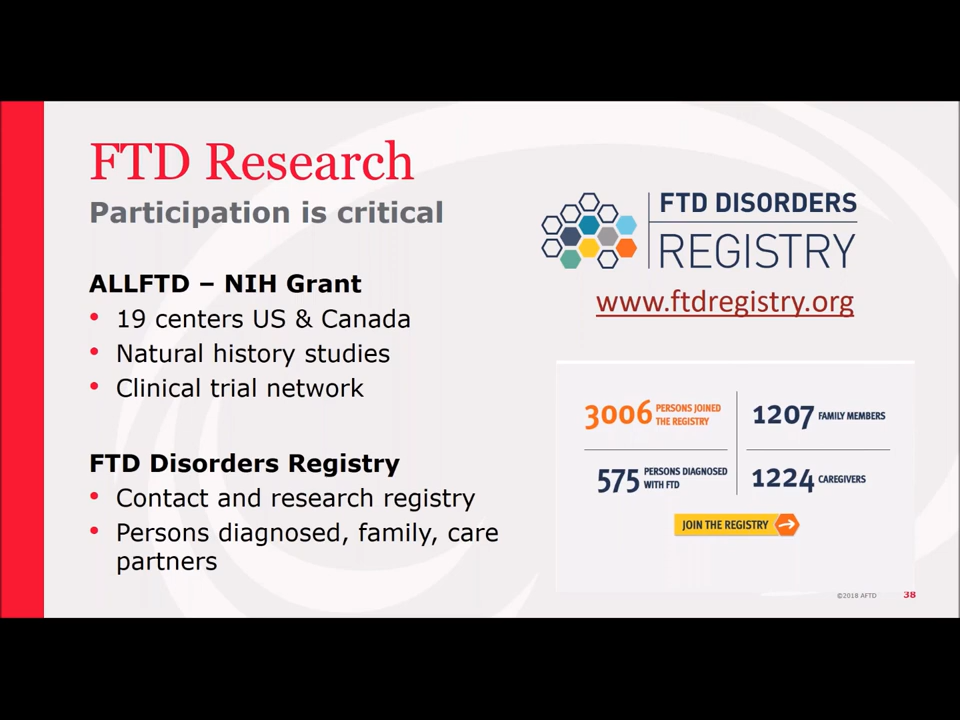 FTD Research
Participation is critical
ALLFTD – NIH Grant
• 19 centers US & Canada
• Natural history studies
• Clinical trial network
FTD Disorders Registry
• Contact and research registry
• Persons diagnosed, family, care
partners
FTD DISORDERS
REGISTRY
www.ftdregistry.org
3006 PERSONS JOINED
THE REGISTRY
1207 FAMILY MEMBERS
575 PERSONS DIAGNOSED
WITH FTD
1224 CAREGIVERS
JOIN THE REGISTRY
©2018 AFTD
38